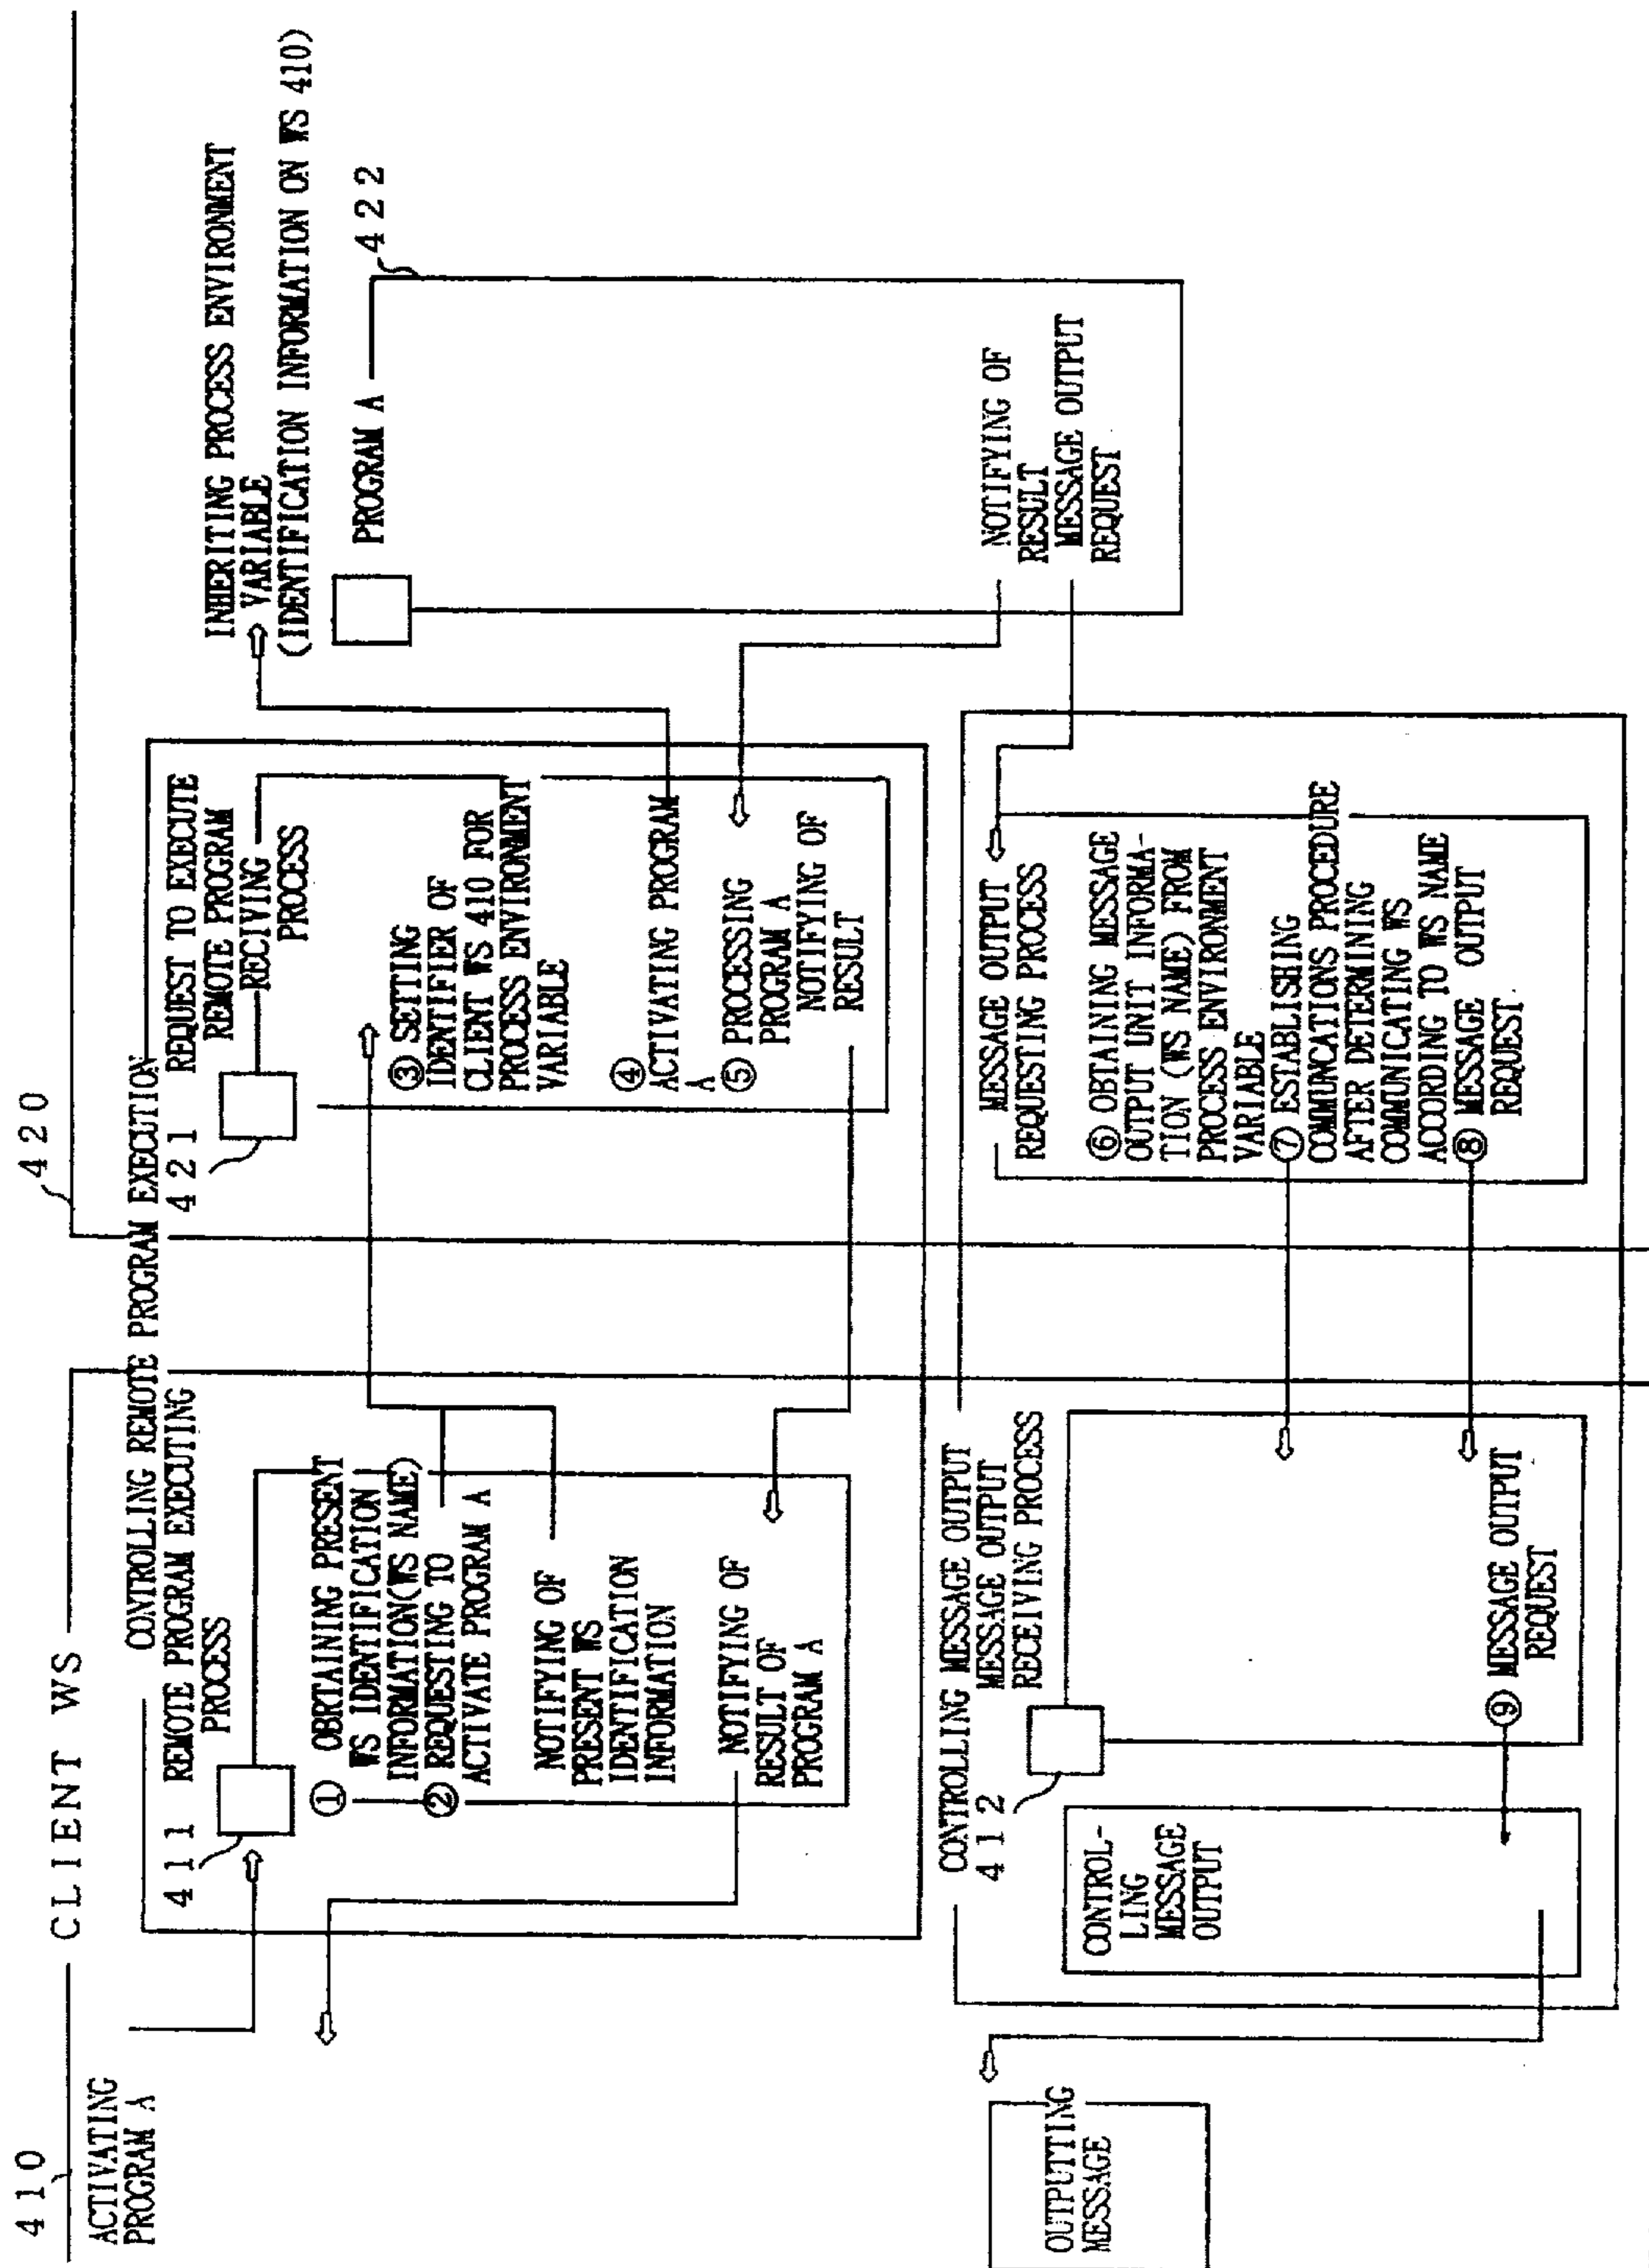 410
CLIENT WS
420
ACTIVATING
PROGRAM A
CONTROLLING REMOTE PROGRAM EXECUTION
411 REMOTE PROGRAM EXECUTING
PROCESS
① OBRTAINING PRESENT
WS IDENTIFICATION
INFORMATION(WS NAME)
② REQUESTING TO
ACTIVATE PROGRAM A
NOTIFYING OF
PRESENT WS
IDENTIFICATION
INFORMATION
NOTIFYING OF
RESULT OF
PROGRAM A
421 REQUEST TO EXECUTE
REMOTE PROGRAM
RECIVING
PROCESS
③ SETTING
IDENTIFIER OF
CLIENT WS 410 FOR
PROCESS ENVIRONMENT
VARIABLE
④
ACTIVATING PROGRAM
A
⑤ PROCESSING
PROGRAM A
NOTIFYING OF
RESULT
INHERITING PROCESS ENVIRONMENT
VARIABLE
(IDENTIFICATION INFORMATION ON WS 410)
PROGRAM A
422
NOTIFYING OF
RESULT
MESSAGE OUTPUT
REQUEST
CONTROLLING MESSAGE OUTPUT
412
MESSAGE OUTPUT
RECEIVING PROCESS
CONTROL-
LING
MESSAGE
OUTPUT
⑨ MESSAGE OUTPUT
REQUEST
MESSAGE OUTPUT
REQUESTING PROCESS
⑥ OBTAINING MESSAGE
OUTPUT UNIT INFORMA-
TION (WS NAME) FROM
PROCESS ENVIRONMENT
VARIABLE
⑦ ESTABLISHING
COMMUNCATIONS PROCEDURE
AFTER DETERMINING
COMMUNICATING WS
ACCORDING TO WS NAME
⑧ MESSAGE OUTPUT
REQUEST
OUTPUTTING
MESSAGE